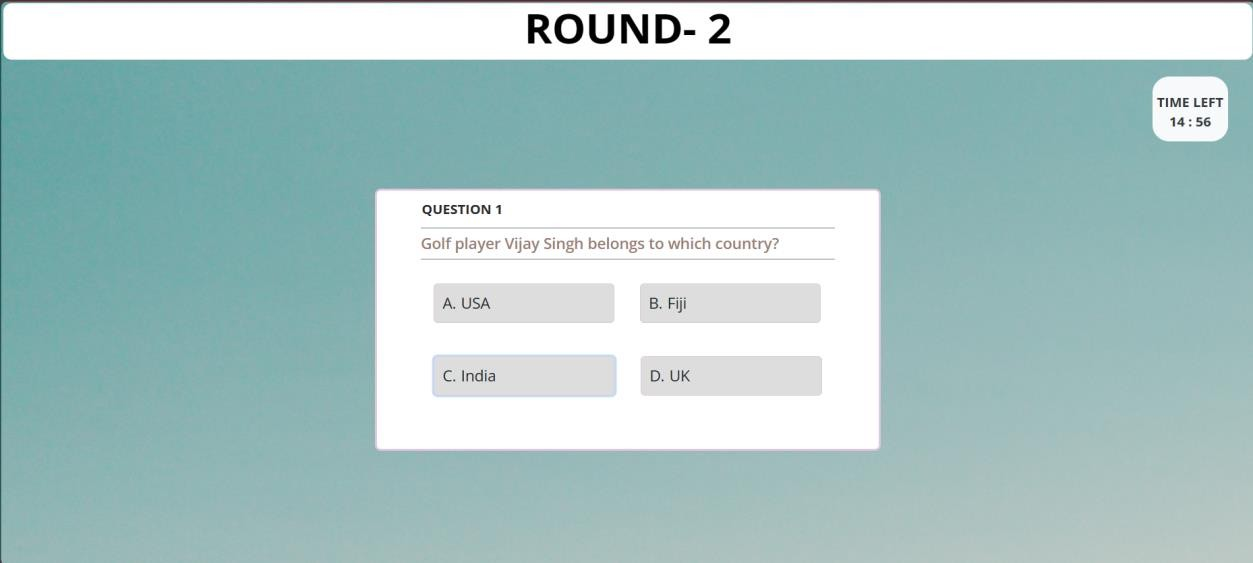 ROUND- 2
TIME LEFT
14 : 56
QUESTION 1
Golf player Vijay Singh belongs to which country?
A. USA
B. Fiji
C. India
D. UK